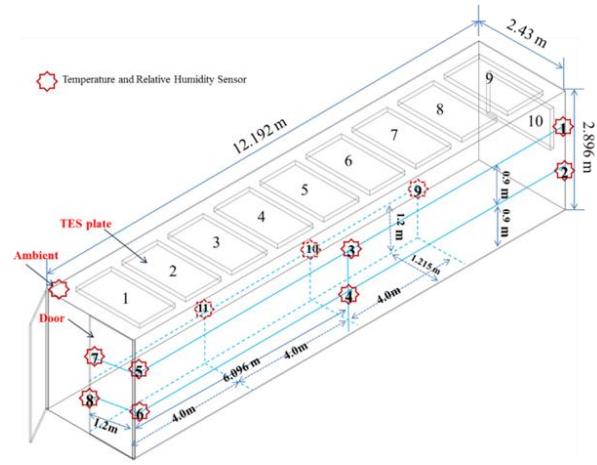 2.43 m
Temperature and Relative Humidity Sensor
12.192 m
2.896 m
9
8
10
1
7
6
2
5
9
0.9 m
4
1.2 m
0.9 m
TES plate
3
10
3
Ambient
2
1.215m
1
11
4
4.0m
Door
7
5
4.0m
6.096 m
8
6
4.0m
1.2m